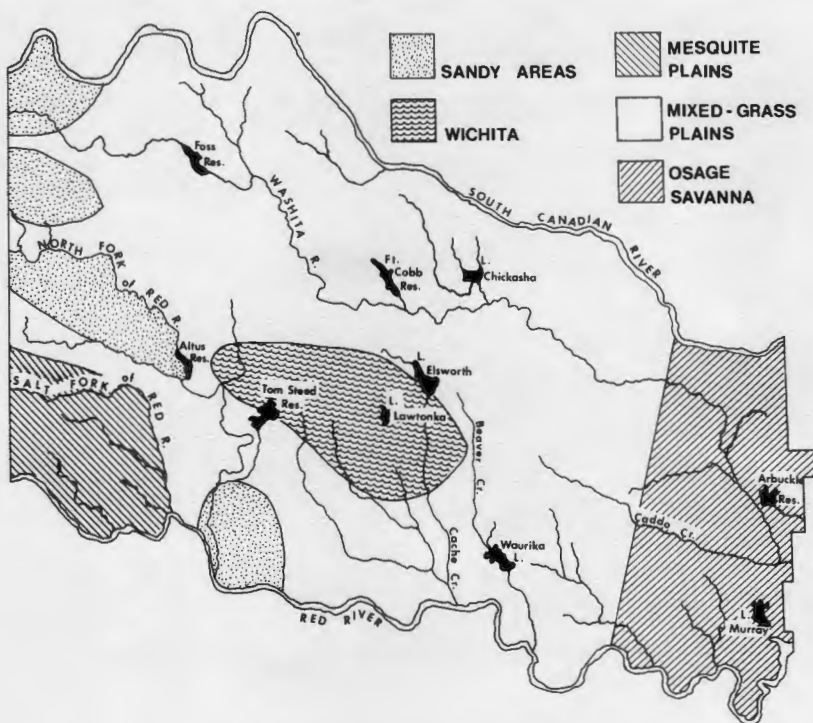 SANDY AREAS
WICHITA
MESQUITE
PLAINS
MIXED-GRASS
PLAINS
OSAGE
SAVANNA
Foss
Res.
WASHITA R.
SOUTH CANADIAN
RIVER
Ft.
Cobb
Res.
L.
Chickasha
NORTH FORK
of RED R.
Altus
Res.
L.
Elsworth
SALT FORK of RED R.
Tom Steed
Res.
L.
Lawtonka
Beaver Cr.
Arbuckle
Res.
Caddo Cr.
Cache Cr.
Waurika
L.
L.
Murray
RED RIVER